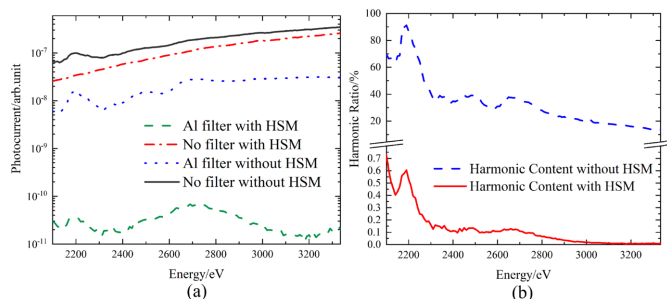 (a)
10⁻⁷
10⁻⁸
10⁻⁹
10⁻¹⁰
10⁻¹¹
Photocurrent/arb.unit
Al filter with HSM
No filter with HSM
Al filter without HSM
No filter without HSM
2200 2400 2600 2800 3000 3200
Energy/eV
(a)
(b)
100
80
60
40
20
0.7
0.6
0.5
0.4
0.3
0.2
0.1
0.0
Harmonic Ratio/%
Harmonic Content without HSM
Harmonic Content with HSM
2200 2400 2600 2800 3000 3200
Energy/eV
(b)